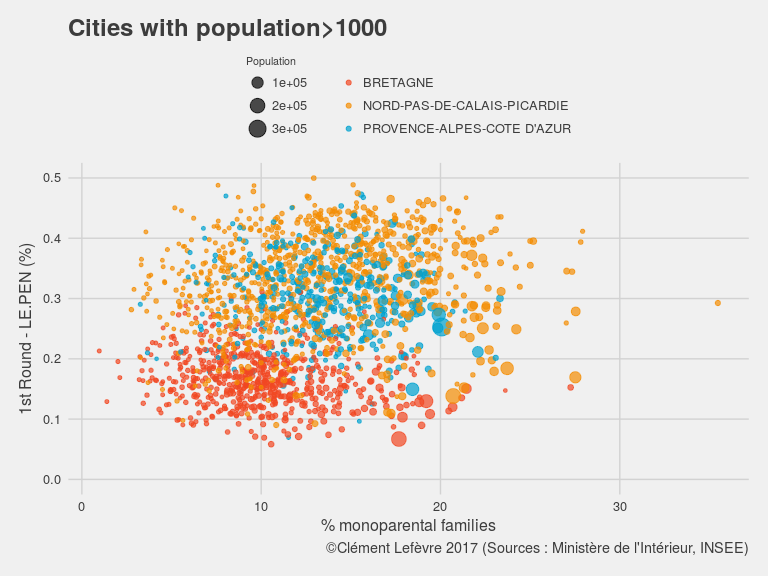 Cities with population>1000
Population
1e+05
2e+05
3e+05
BRETAGNE
NORD-PAS-DE-CALAIS-PICARDIE
PROVENCE-ALPES-COTE D'AZUR
1st Round - LE.PEN (%)
0.5
0.4
0.3
0.2
0.1
0.0
0
10
20
30
% monoparental families
©Clément Lefèvre 2017 (Sources : Ministère de l'Intérieur, INSEE)